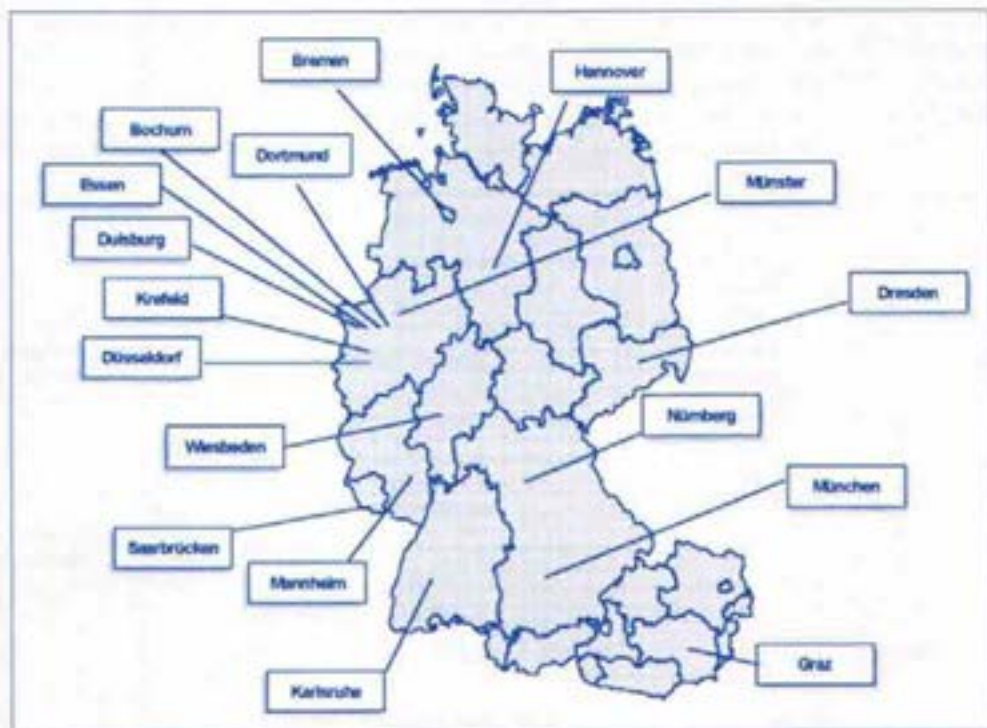 Bremen
Hannover
Bochum
Dortmund
Essen
Münster
Duisburg
Krefeld
Dresden
Düsseldorf
Nürnberg
Wiesbaden
München
Saarbrücken
Mannheim
Graz
Karlsruhe